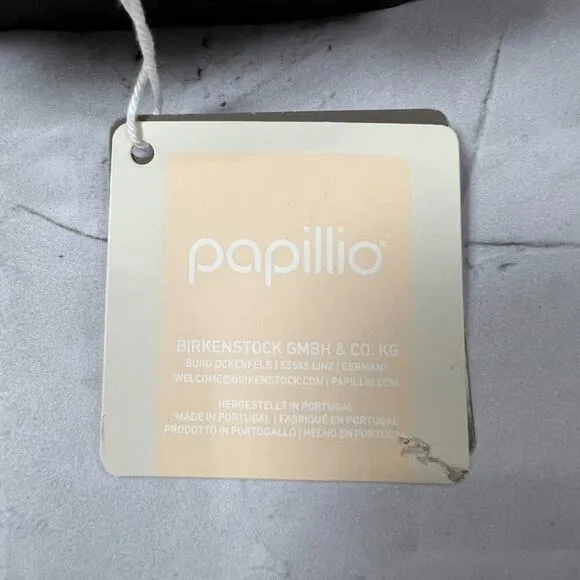 papillio®
BIRKENSTOCK GMBH & CO. KG
BURG OCKENFELS | 53545 LINZ | GERMANY
WELCOME@BIRKENSTOCK.COM | PAPILLIO.COM
HERGESTELLT IN PORTUGAL
MADE IN PORTUGAL | FABRIQUÉ EN PORTUGAL
PRODOTTO IN PORTOGALLO | HECHO EN PORTUGAL